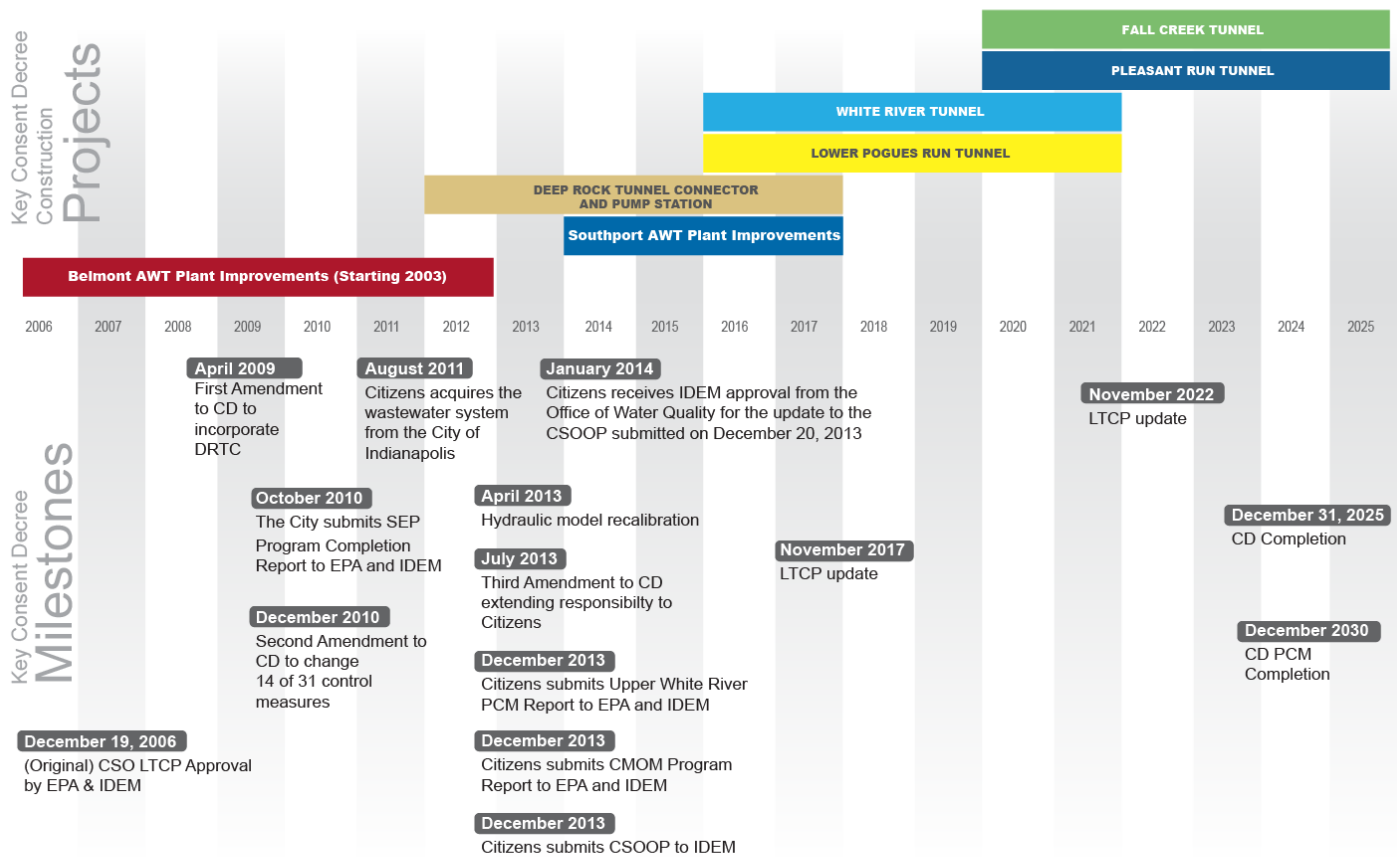 Key Consent Decree
Construction
Projects
FALL CREEK TUNNEL
PLEASANT RUN TUNNEL
WHITE RIVER TUNNEL
LOWER POGUES RUN TUNNEL
DEEP ROCK TUNNEL CONNECTOR
AND PUMP STATION
Southport AWT Plant Improvements
Belmont AWT Plant Improvements (Starting 2003)
2006 2007 2008 2009 2010 2011 2012 2013 2014 2015 2016 2017 2018 2019 2020 2021 2022 2023 2024 2025
Key Consent Decree
Milestones
April 2009
First Amendment
to CD to
incorporate
DRTC
August 2011
Citizens acquires the
wastewater system
from the City of
Indianapolis
January 2014
Citizens receives IDEM approval from the
Office of Water Quality for the update to the
CSOOP submitted on December 20, 2013
November 2022
LTCP update
October 2010
The City submits SEP
Program Completion
Report to EPA and IDEM
April 2013
Hydraulic model recalibration
December 31, 2025
CD Completion
July 2013
Third Amendment to CD
extending responsibilty to
Citizens
November 2017
LTCP update
December 2010
Second Amendment to
CD to change
14 of 31 control
measures
December 2030
CD PCM
Completion
December 2013
Citizens submits Upper White River
PCM Report to EPA and IDEM
December 19, 2006
(Original) CSO LTCP Approval
by EPA & IDEM
December 2013
Citizens submits CMOM Program
Report to EPA and IDEM
December 2013
Citizens submits CSOOP to IDEM